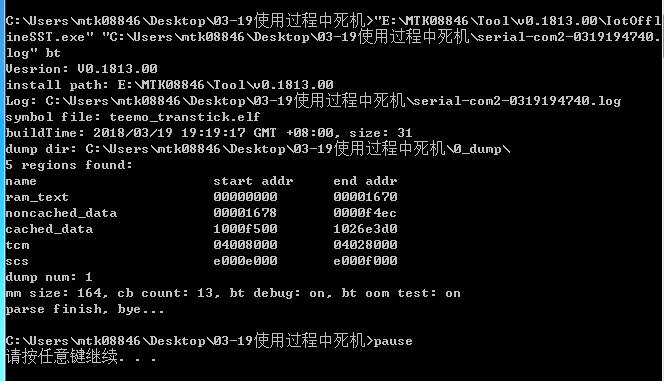 C:\Users\mtk08846\Desktop\03-19使用过程中死机>"E:\MTK08846\Tool\v0.1813.00\IotOffl
ineSST.exe" "C:\Users\mtk08846\Desktop\03-19使用过程中死机\serial-com2-0319194740.
log" bt
Vesrion: V0.1813.00
install path: E:\MTK08846\Tool\v0.1813.00
Log: C:\Users\mtk08846\Desktop\03-19使用过程中死机\serial-com2-0319194740.log
symbol file: teemo_transtick.elf
buildTime: 2018/03/19 19:19:17 GMT +08:00, size: 31
dump dir: C:\Users\mtk08846\Desktop\03-19使用过程中死机\0_dump\
5 regions found:
name start addr end addr
ram_text 00000000 00001670
noncached_data 00001678 0000f4ec
cached_data 1000f500 1026e3d0
tcm 04008000 04028000
scs e000e000 e000f000
dump num: 1
mm size: 164, cb count: 13, bt debug: on, bt oom test: on
parse finish, bye...
C:\Users\mtk08846\Desktop\03-19使用过程中死机>pause
请按任意键继续. . .